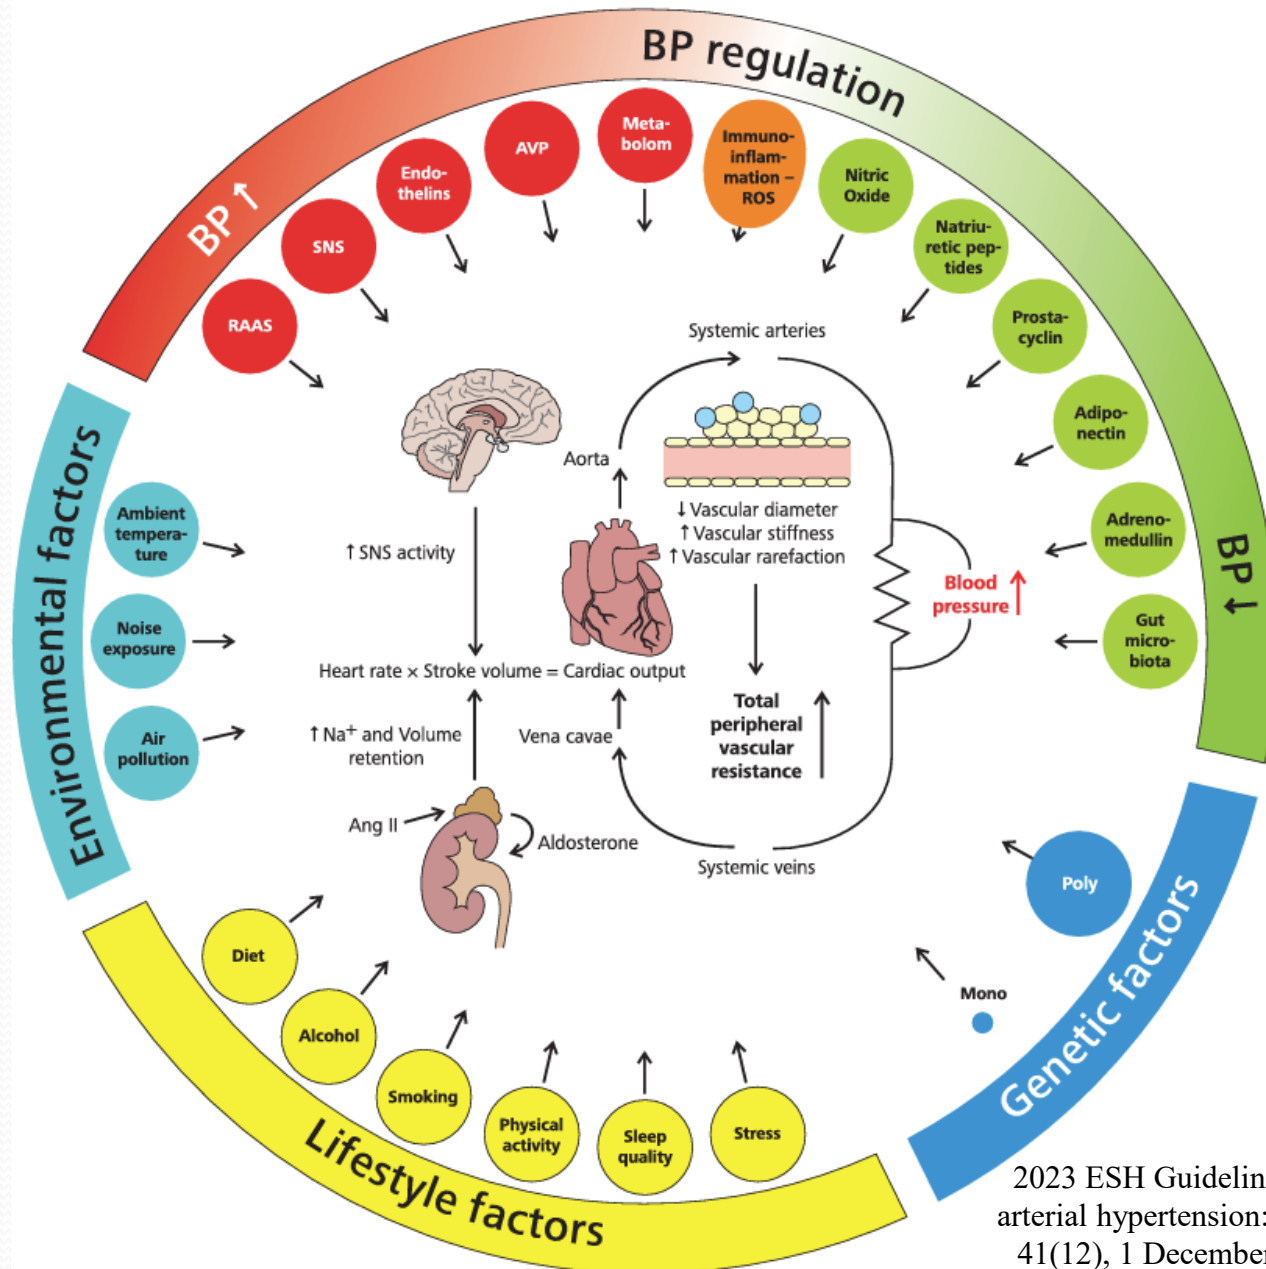 BP regulation
BP ↑
BP ↓
RAAS
SNS
Endo-
thelins
AVP
Meta-
bolom
Immuno-
inflam-
mation –
ROS
Nitric
Oxide
Natriu-
retic pep-
tides
Prosta-
cyclin
Adipo-
nectin
Adreno-
medullin
Gut
micro-
biota
Environmental factors
Ambient
tempera-
ture
Noise
exposure
Air
pollution
Systemic arteries
Aorta
↓ Vascular diameter
↑ Vascular stiffness
↑ Vascular rarefaction
↑ SNS activity
Blood
pressure ↑
Heart rate × Stroke volume = Cardiac output
Total
peripheral
vascular
resistance ↑
↑ Na+ and Volume
retention
Vena cavae
Ang II
Aldosterone
Systemic veins
Genetic factors
Poly
Mono
Lifestyle factors
Diet
Alcohol
Smoking
Physical
activity
Sleep
quality
Stress
2023 ESH Guidelin
arterial hypertension:
41(12), 1 December